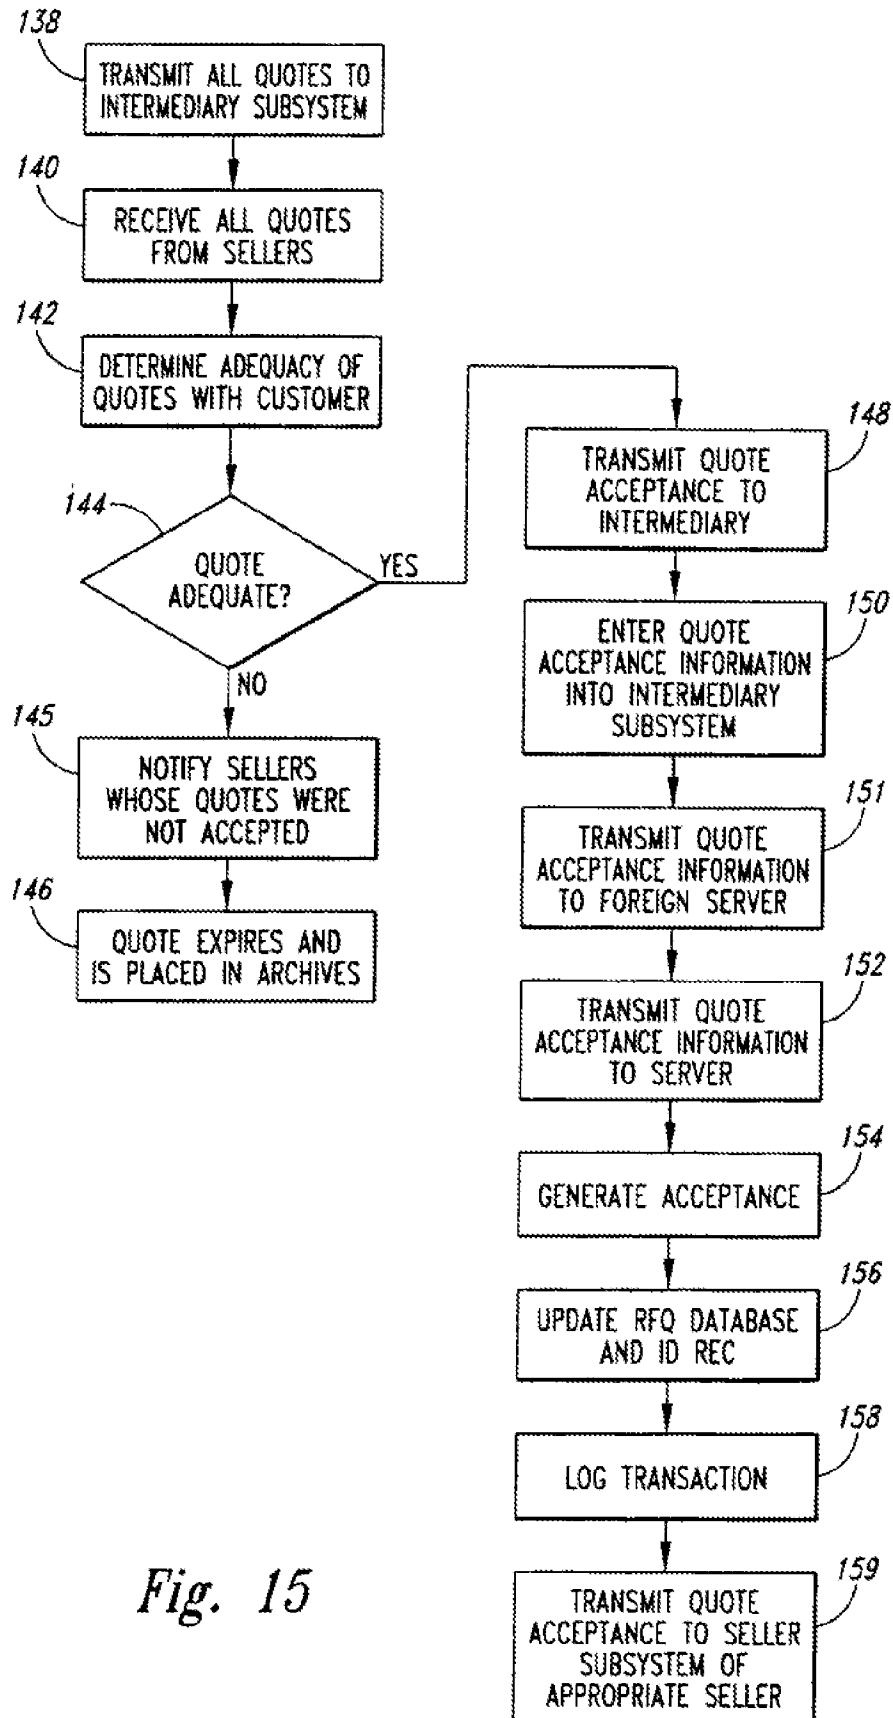 138
TRANSMIT ALL QUOTES TO
INTERMEDIARY SUBSYSTEM
140
RECEIVE ALL QUOTES
FROM SELLERS
142
DETERMINE ADEQUACY OF
QUOTES WITH CUSTOMER
144
QUOTE
ADEQUATE?
YES
NO
145
NOTIFY SELLERS
WHOSE QUOTES WERE
NOT ACCEPTED
146
QUOTE EXPIRES AND
IS PLACED IN ARCHIVES
148
TRANSMIT QUOTE
ACCEPTANCE TO
INTERMEDIARY
150
ENTER QUOTE
ACCEPTANCE INFORMATION
INTO INTERMEDIARY
SUBSYSTEM
151
TRANSMIT QUOTE
ACCEPTANCE INFORMATION
TO FOREIGN SERVER
152
TRANSMIT QUOTE
ACCEPTANCE INFORMATION
TO SERVER
154
GENERATE ACCEPTANCE
156
UPDATE RFQ DATABASE
AND ID REC
158
LOG TRANSACTION
159
TRANSMIT QUOTE
ACCEPTANCE TO SELLER
SUBSYSTEM OF
APPROPRIATE SELLER
Fig. 15